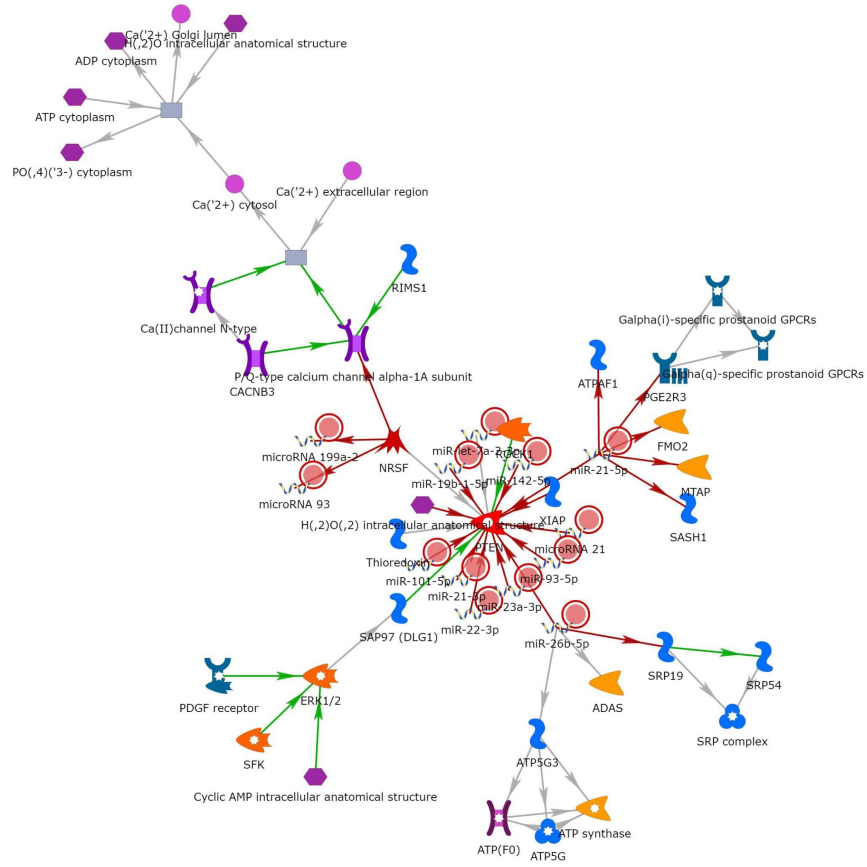 Ca('2+) Golgi lumen
H(,2)O intracellular anatomical structure
ADP cytoplasm
ATP cytoplasm
PO(,4)('3-) cytoplasm
Ca('2+) extracellular region
Ca('2+) cytosol
RIMS1
Ca(II)channel N-type
P/Q-type calcium channel alpha-1A subunit
CACNB3
Galpha(i)-specific prostanoid GPCRs
Galpha(q)-specific prostanoid GPCRs
ATPAF1
PGE2R3
FMO2
miR-21-5p
MTAP
SASH1
microRNA 199a-2
NRSF
microRNA 93
miR-let-7a-2-3p
ROCK1
miR-19b-1-5p
miR-142-5p
H(,2)O(,2) intracellular anatomical structure
XIAP
PTEN
microRNA 21
Thioredoxin
miR-101-5p
miR-93-5p
miR-21-3p
miR-23a-3p
miR-22-3p
miR-26b-5p
SAP97 (DLG1)
PDGF receptor
ERK1/2
SRP19
SRP54
ADAS
SRP complex
SFK
Cyclic AMP intracellular anatomical structure
ATP5G3
ATP synthase
ATP(F0)
ATP5G